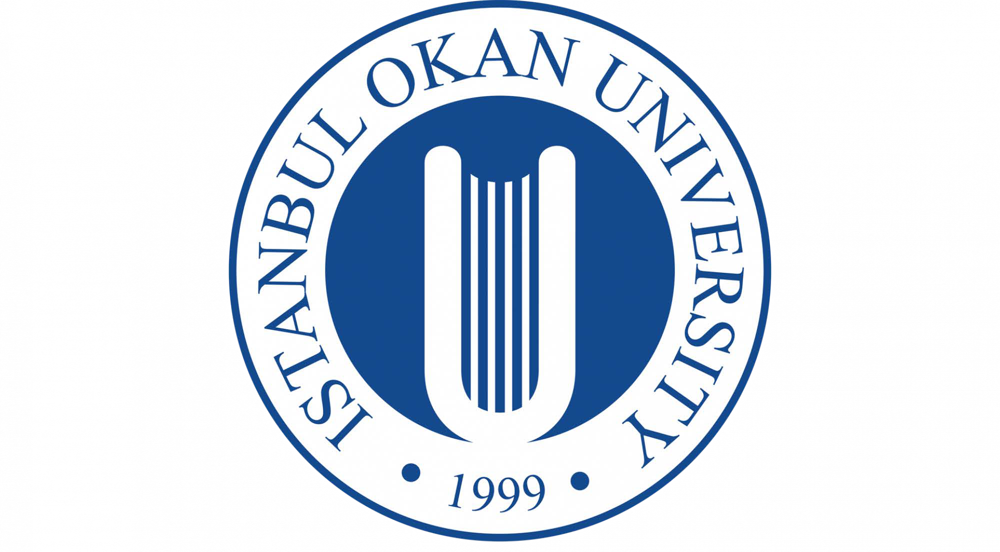 ISTANBUL OKAN UNIVERSITY
• 1999 •